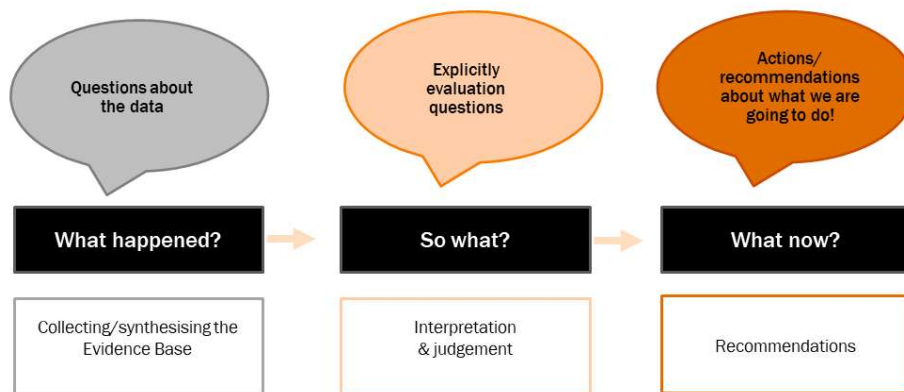 Questions about
the data
Explicitly
evaluation
questions
Actions/
recommendations
about what we are
going to do!
What happened?
So what?
What now?
Collecting/synthesising the
Evidence Base
Interpretation
& judgement
Recommendations